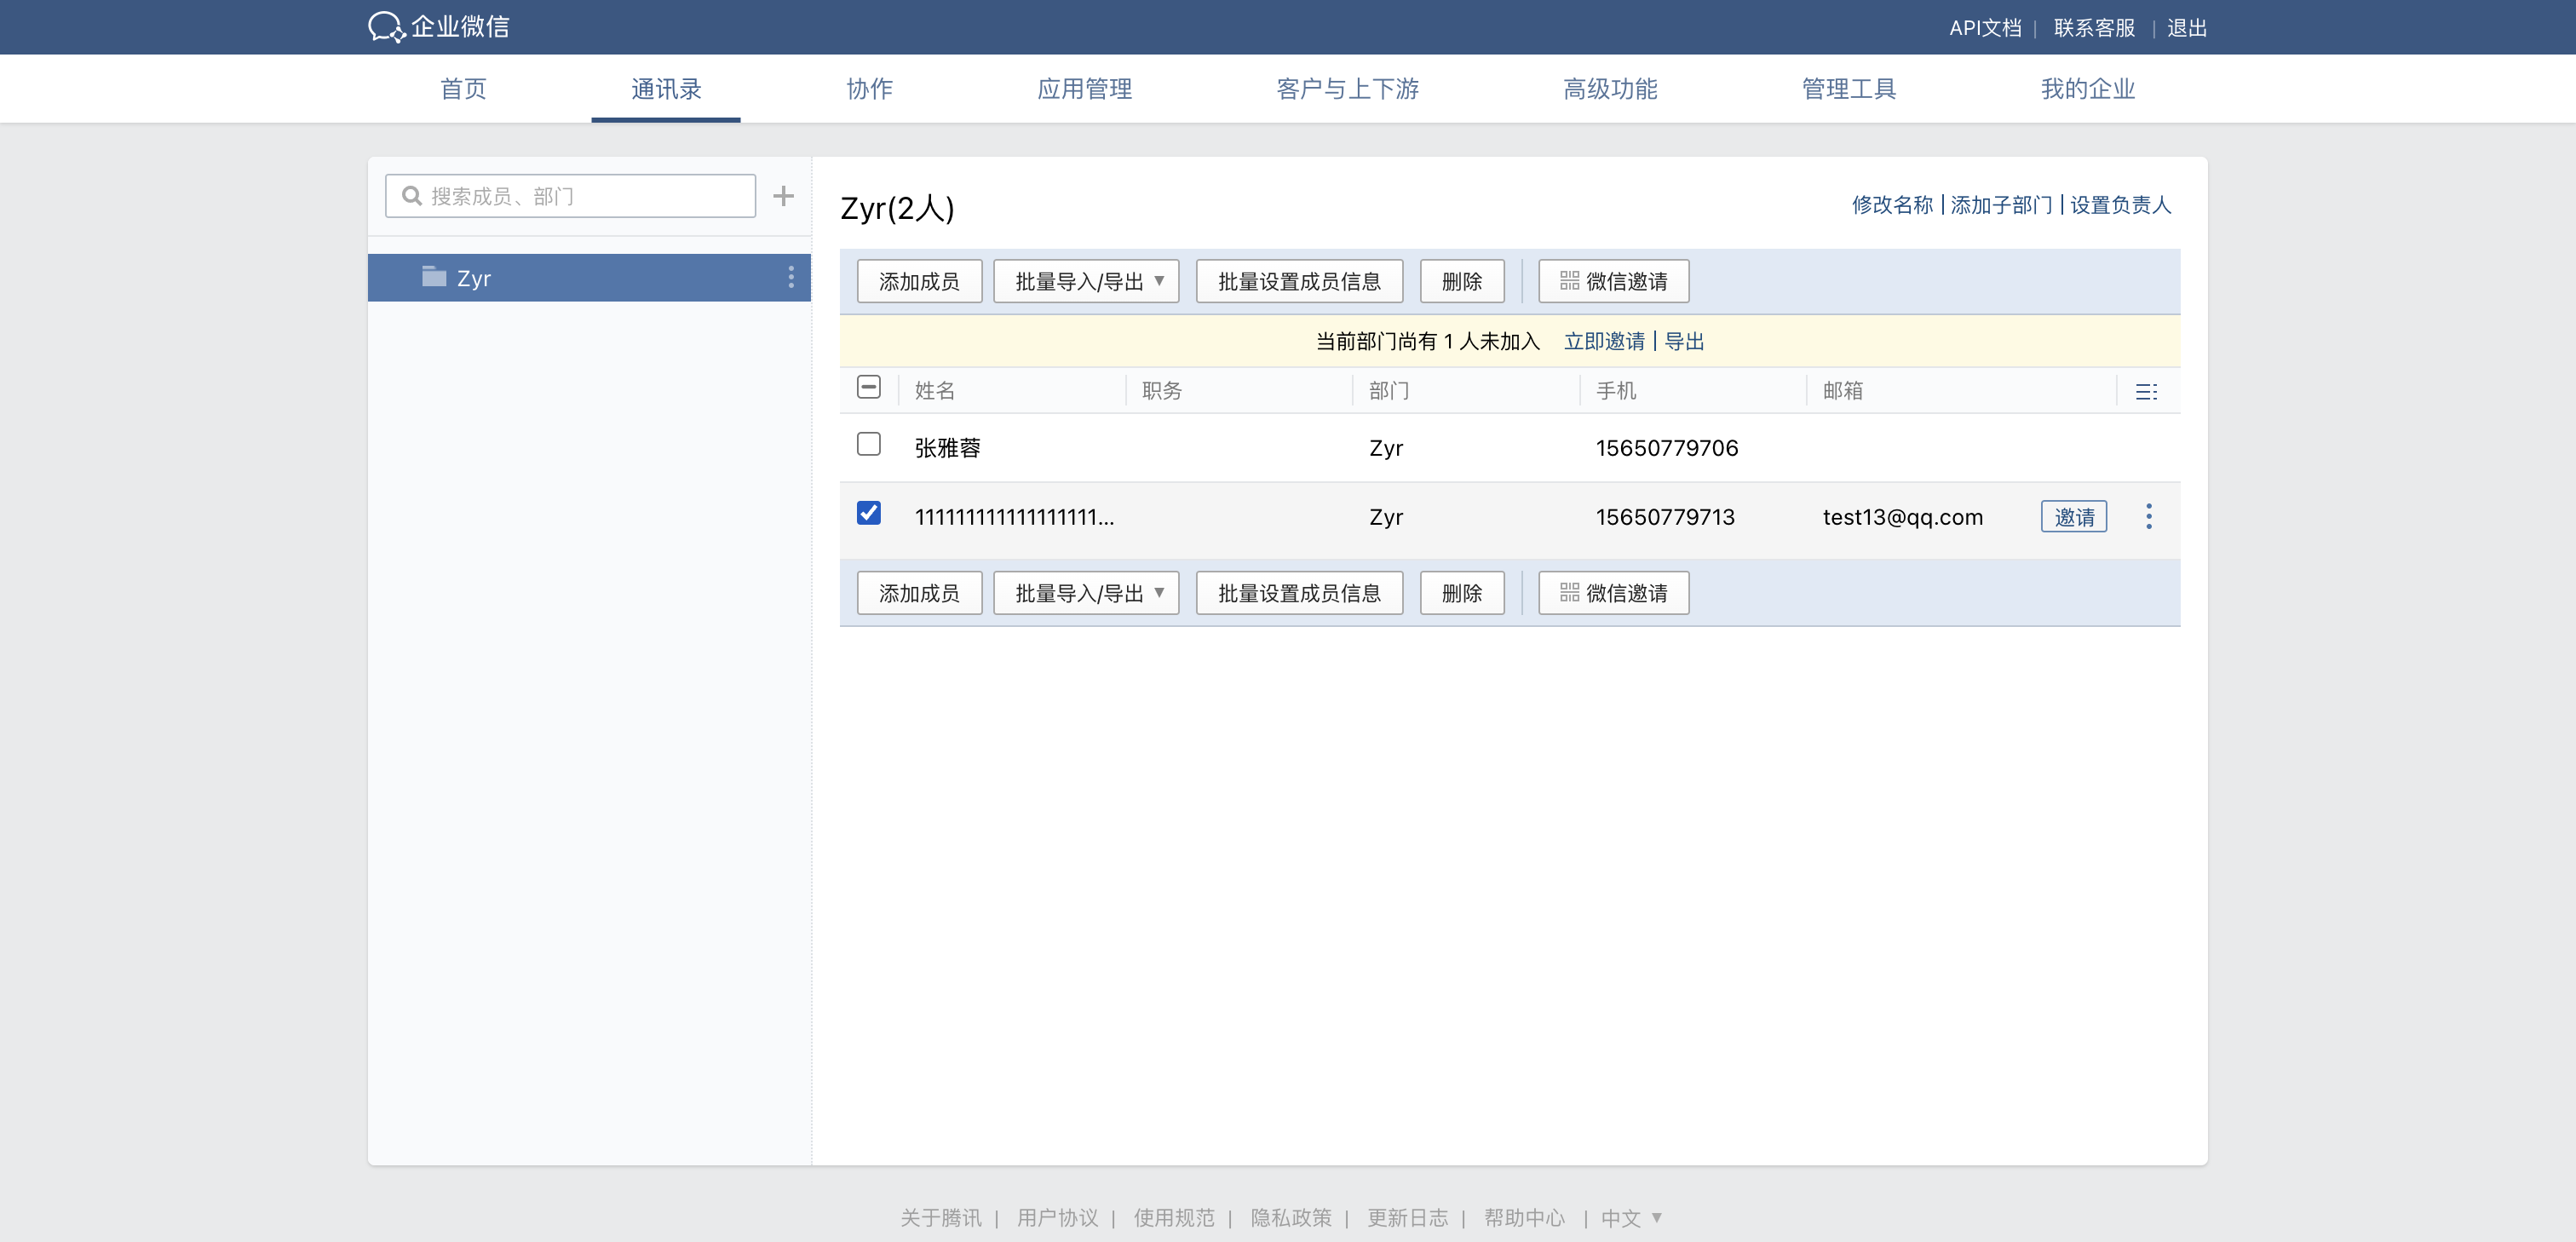 企业微信
API文档 | 联系客服 | 退出
首页 通讯录 协作 应用管理 客户与上下游 高级功能 管理工具 我的企业
搜索成员、部门
Zyr
Zyr(2人)
修改名称 | 添加子部门 | 设置负责人
添加成员 批量导入/导出 批量设置成员信息 删除 微信邀请
当前部门尚有 1 人未加入 立即邀请 | 导出
姓名 职务 部门 手机 邮箱
张雅蓉 Zyr 15650779706
111111111111111111... Zyr 15650779713 test13@qq.com 邀请
添加成员 批量导入/导出 批量设置成员信息 删除 微信邀请
关于腾讯 | 用户协议 | 使用规范 | 隐私政策 | 更新日志 | 帮助中心 | 中文